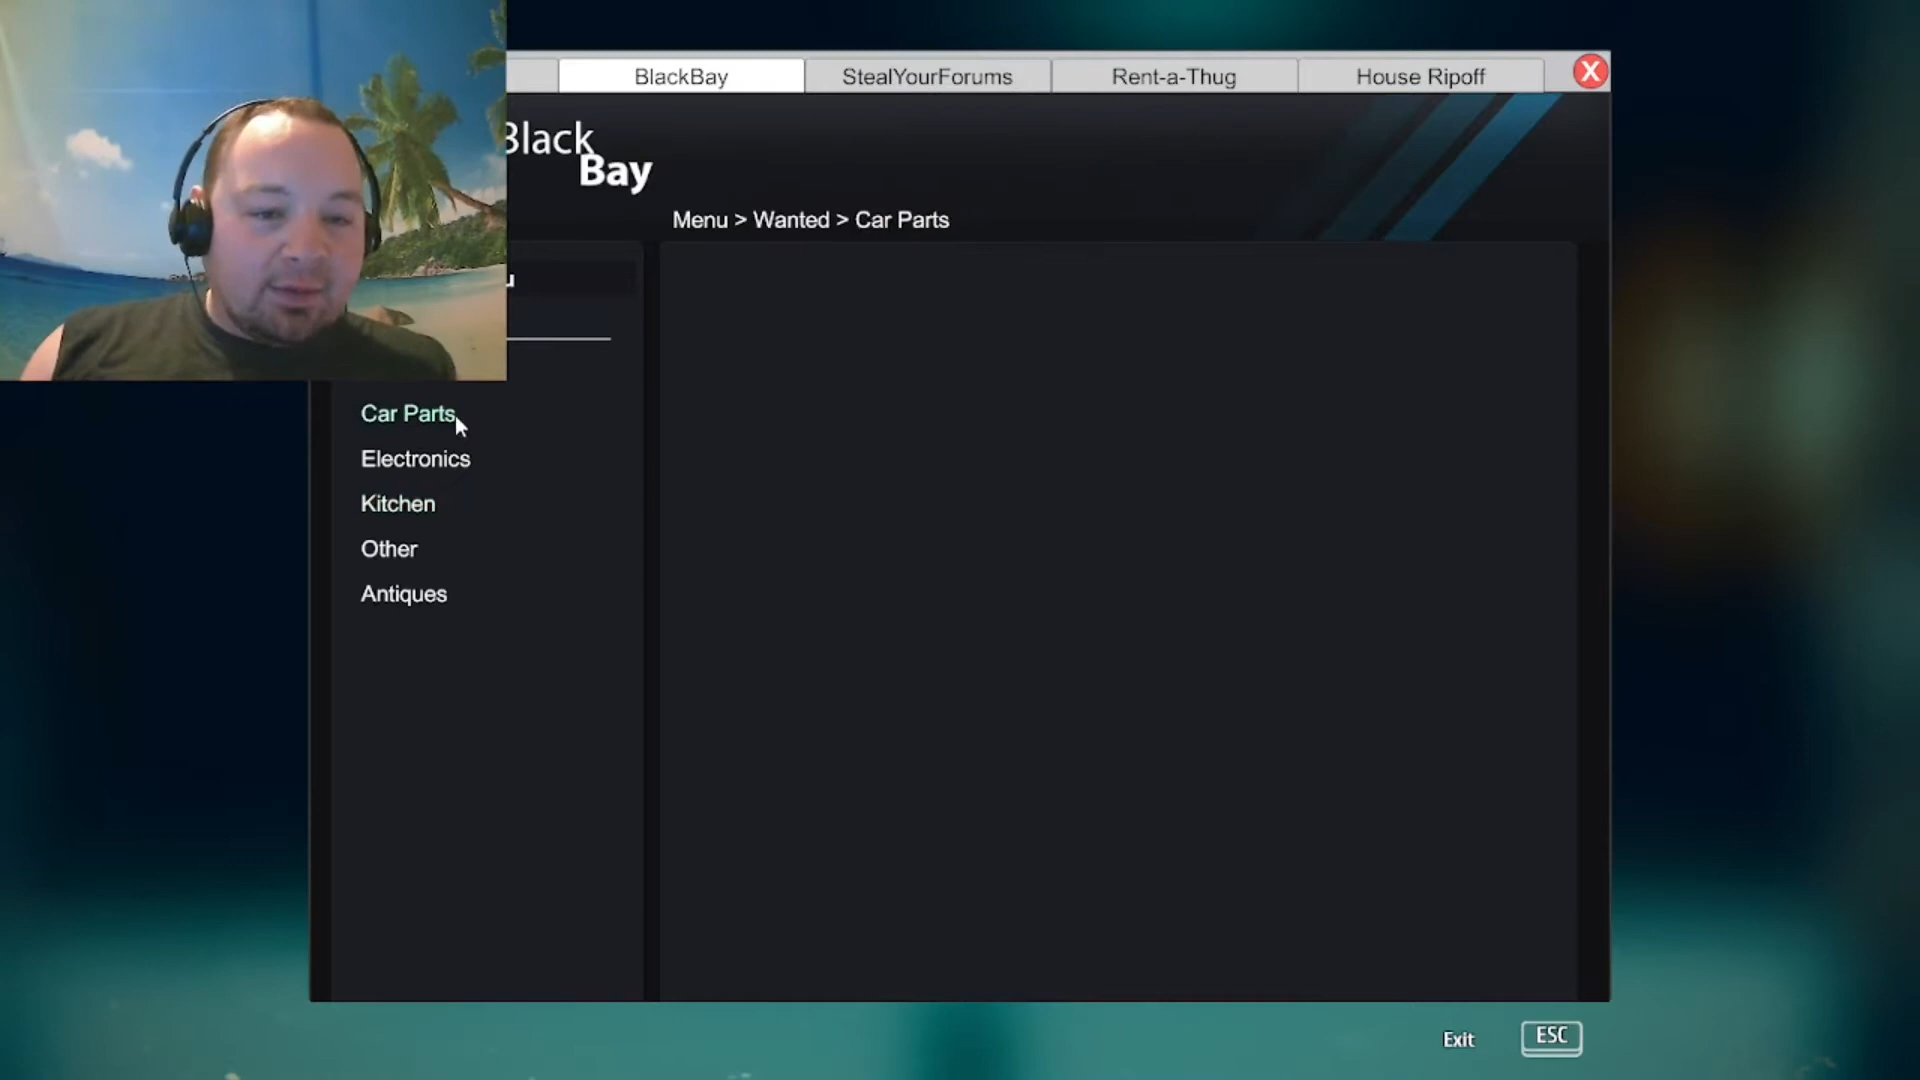 BlackBay
StealYourForums
Rent-a-Thug
House Ripoff
X
Black
Bay
Menu > Wanted > Car Parts
Car Parts
Electronics
Kitchen
Other
Antiques
Exit
ESC